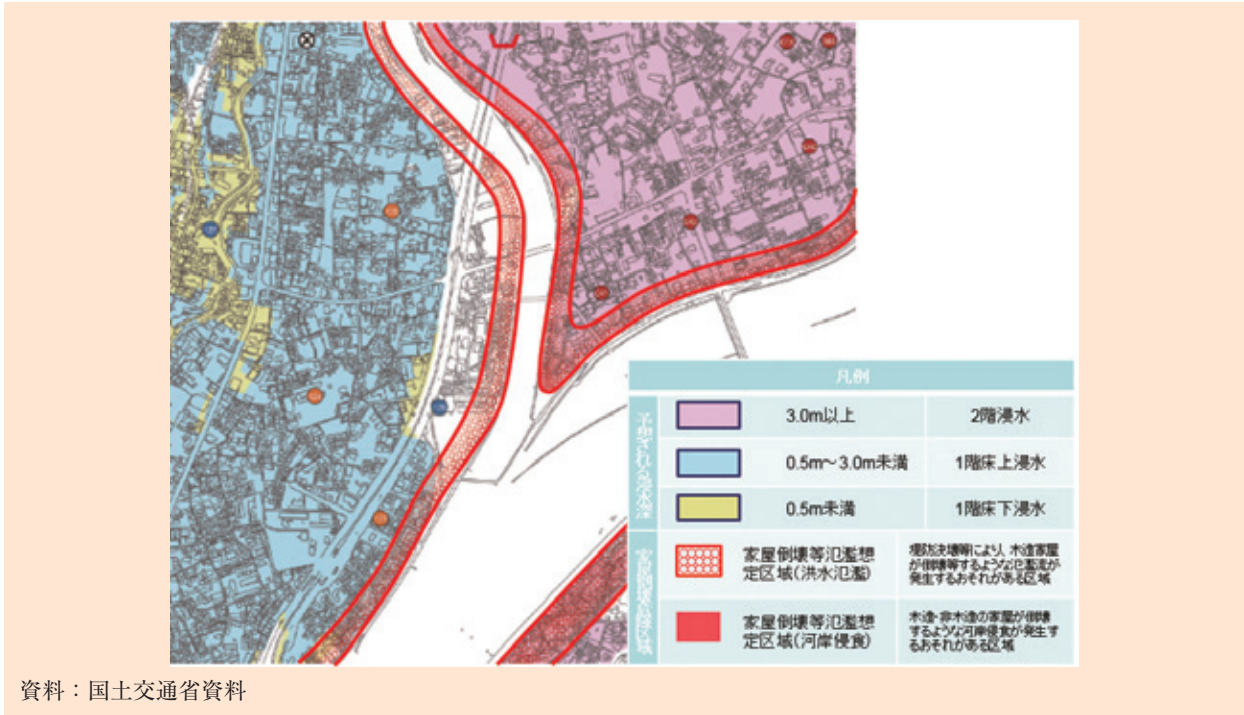 凡例
予想される浸水深
3.0m以上
2階浸水
0.5m～3.0m未満
1階床上浸水
0.5m未満
1階床下浸水
家屋倒壊危険区域
家屋倒壊等氾濫想
定区域(洪水氾濫)
堤防決壊等により、木造家屋
が倒壊等するような氾濫流が
発生するおそれがある区域
家屋倒壊等氾濫想
定区域(河岸侵食)
木造・非木造の家屋が倒壊
するような河岸侵食が発生す
るおそれがある区域
資料：国土交通省資料